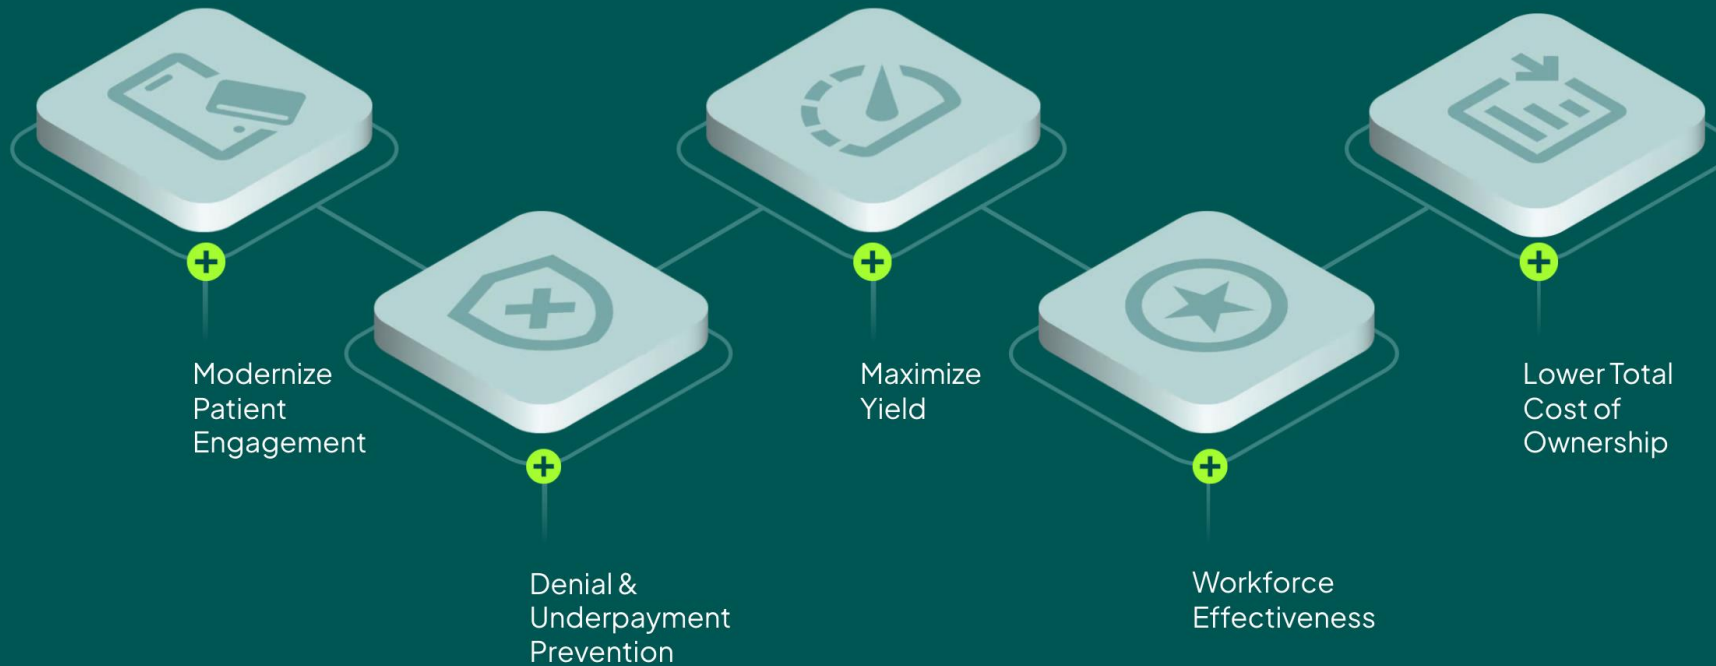 Modernize
Patient
Engagement
Denial &
Underpayment
Prevention
Maximize
Yield
Workforce
Effectiveness
Lower Total
Cost of
Ownership